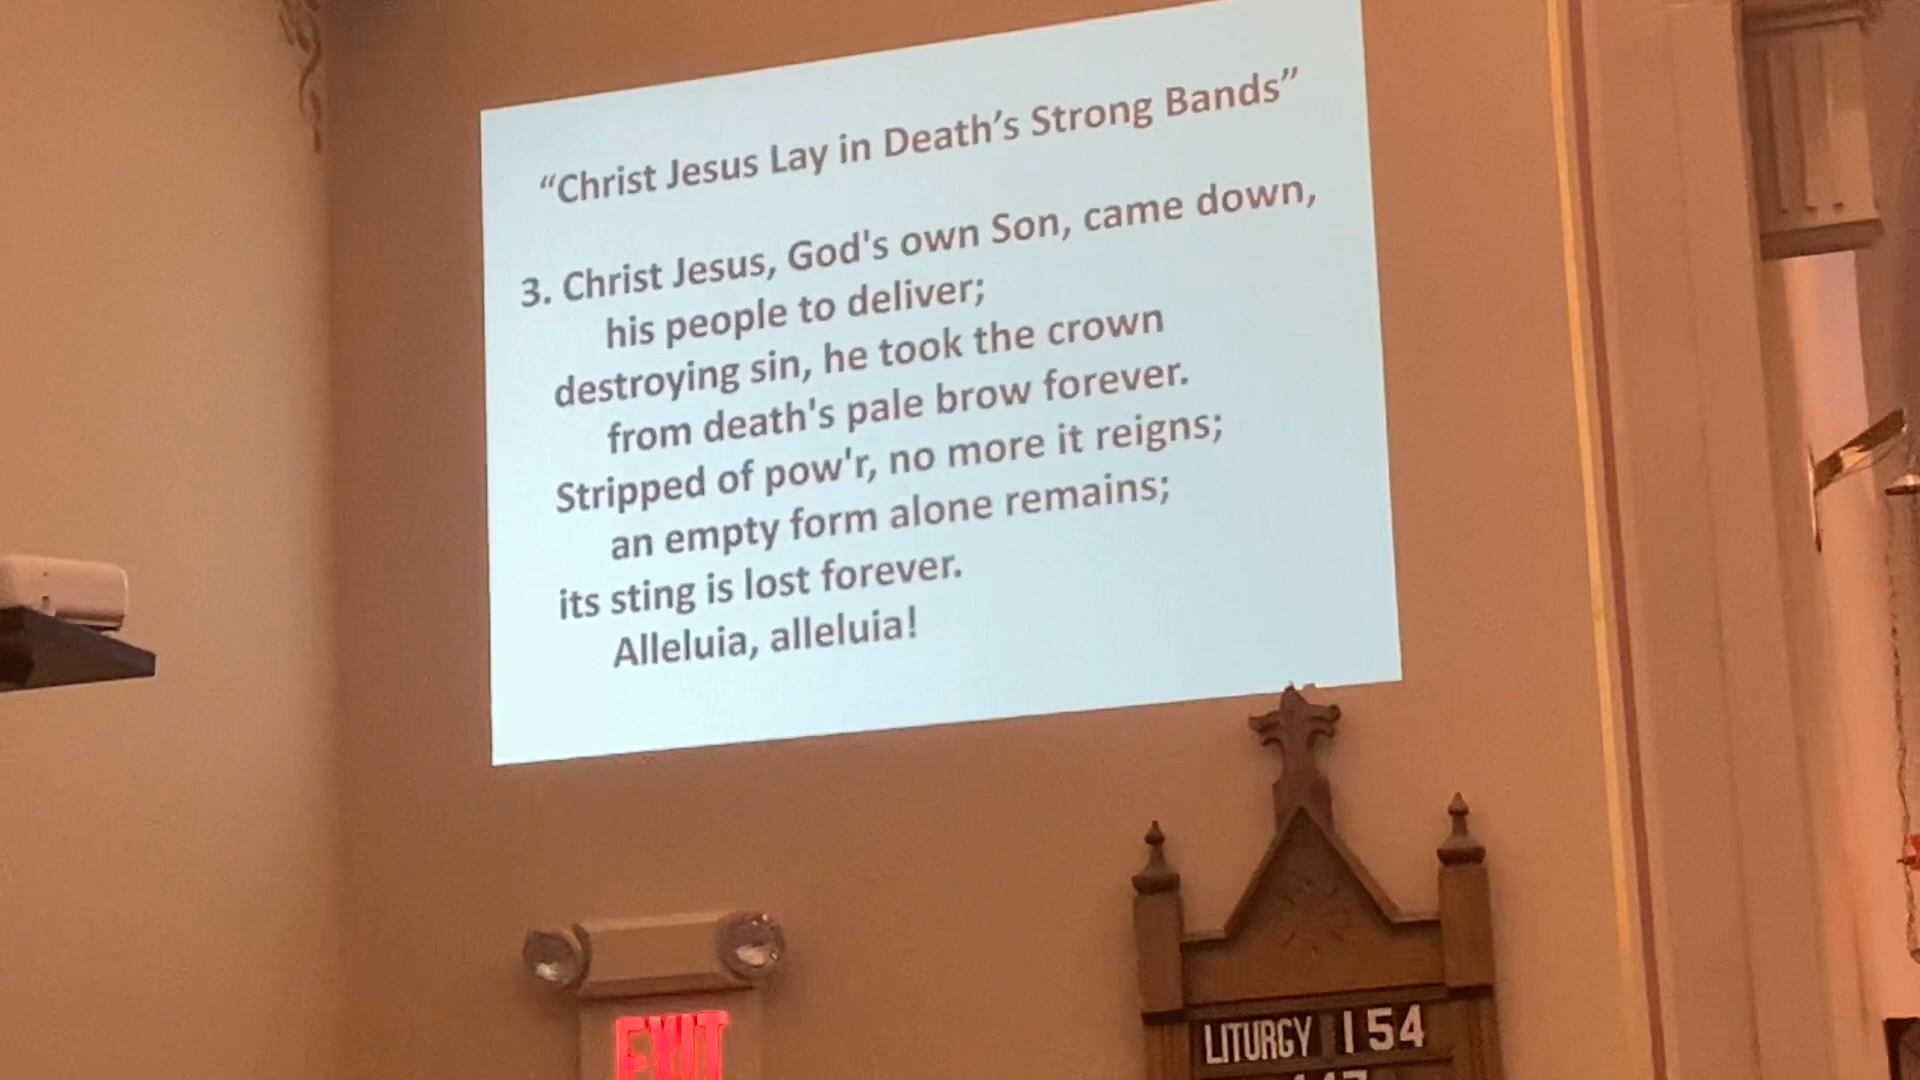 “Christ Jesus Lay in Death’s Strong Bands”
3. Christ Jesus, God's own Son, came down,
his people to deliver;
destroying sin, he took the crown
from death's pale brow forever.
Stripped of pow'r, no more it reigns;
an empty form alone remains;
its sting is lost forever.
Alleluia, alleluia!
EXIT
LITURGY 154